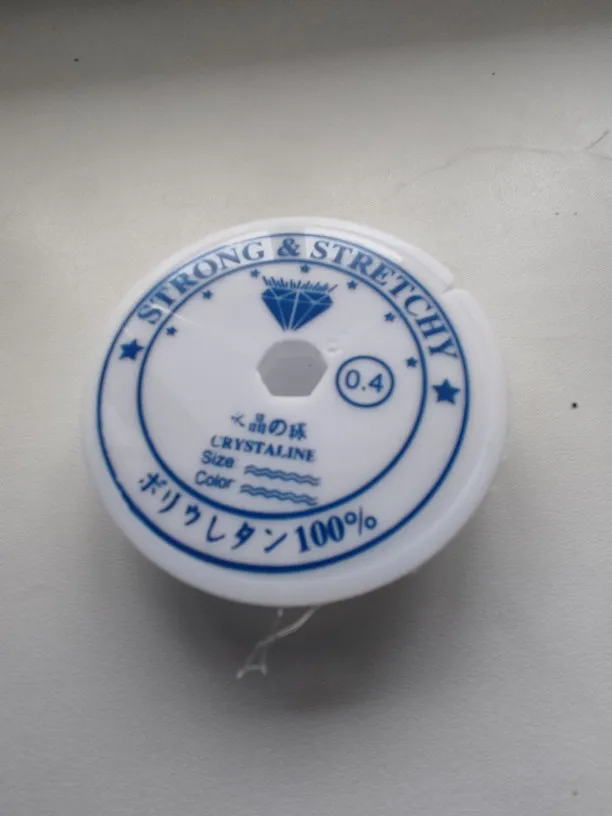 STRONG & STRETCHY
0.4
水晶の球
CRYSTALINE
Size
Color
ポリウレタン100%